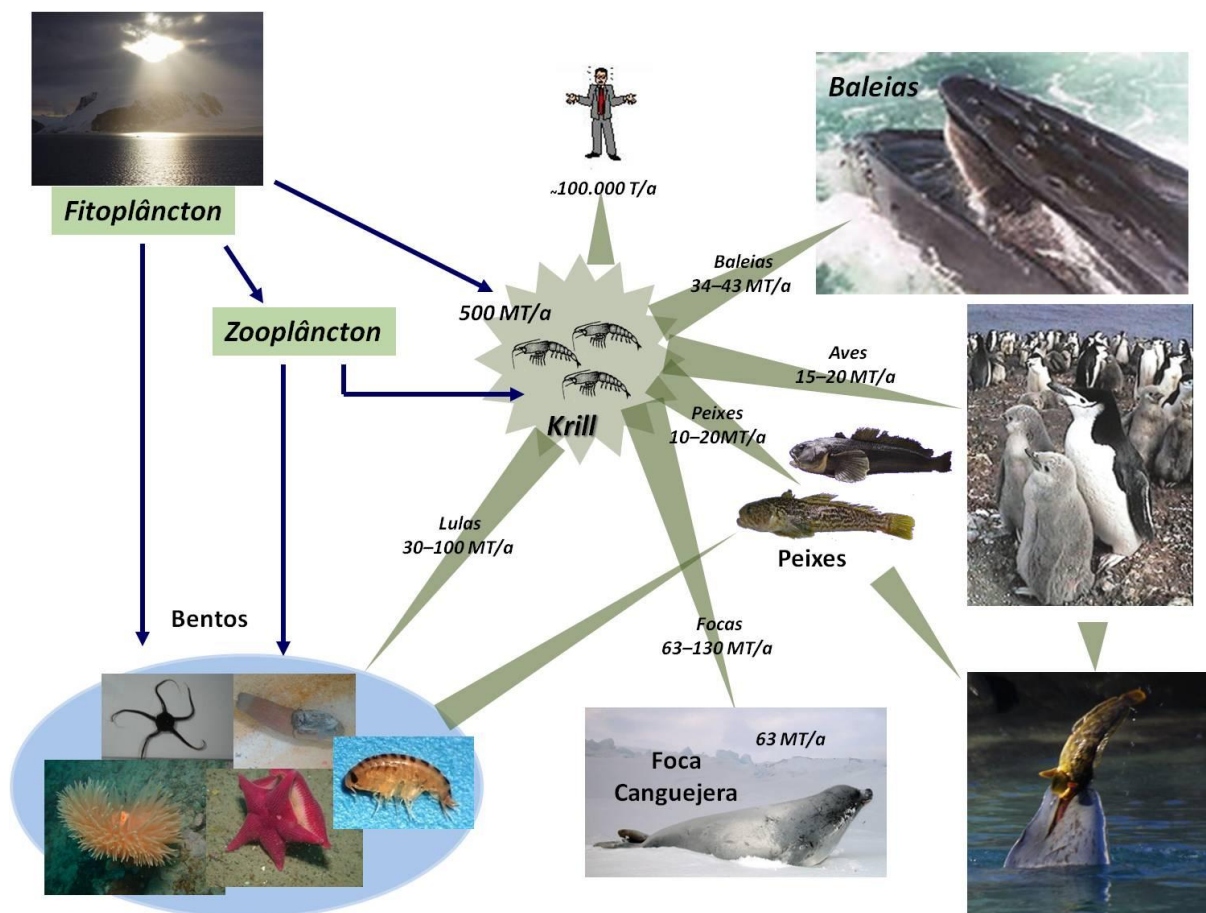 Baleias
~100.000 T/a
Fitoplâncton
Baleias
34–43 MT/a
500 MT/a
Zooplâncton
Aves
15–20 MT/a
Peixes
10–20MT/a
Krill
Lulas
30–100 MT/a
Peixes
Bentos
Focas
63–130 MT/a
63 MT/a
Foca
Canguejera